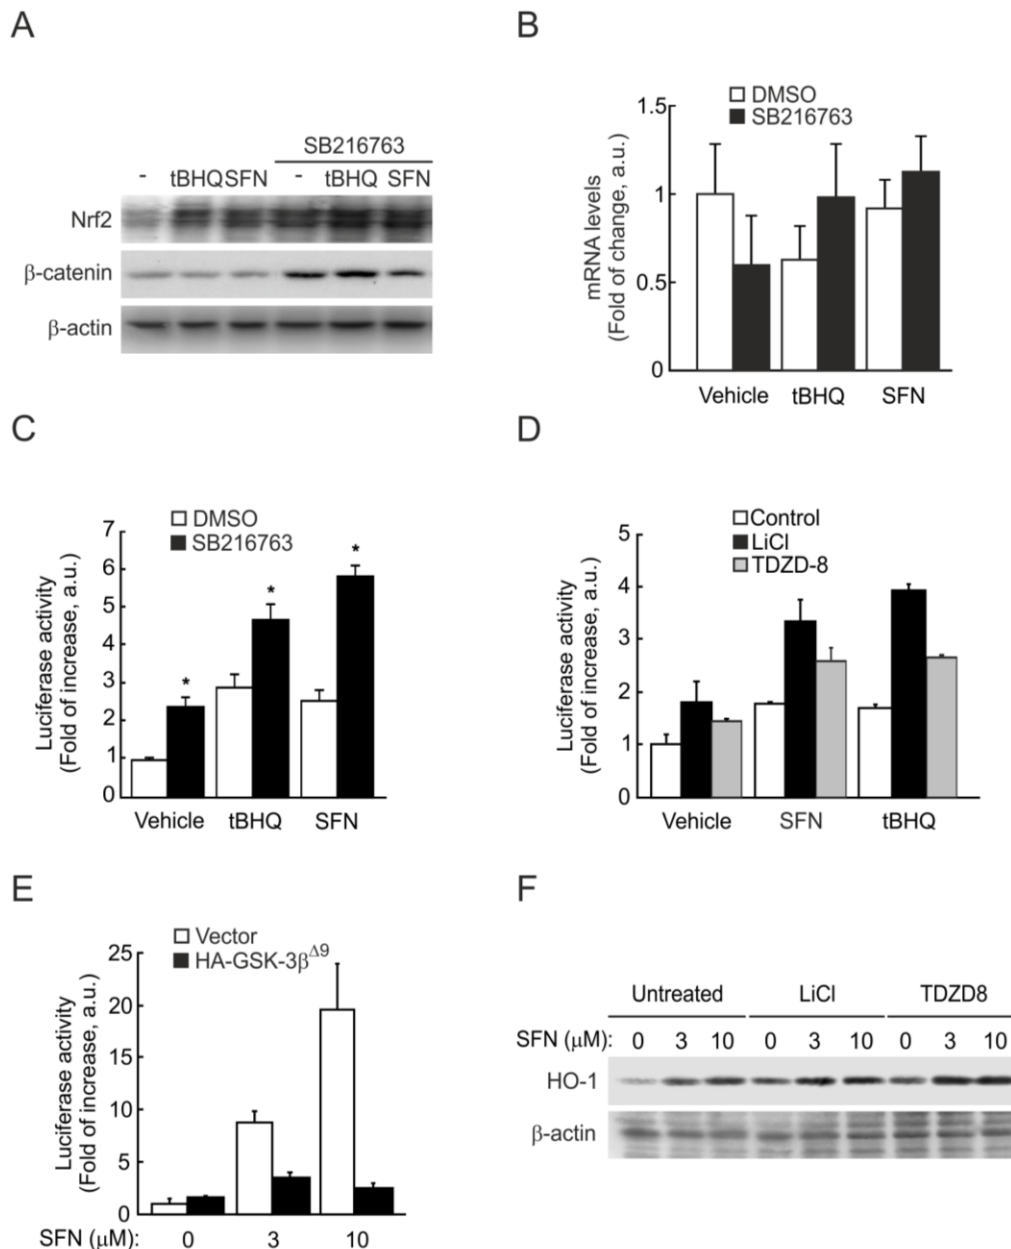 A
SB216763
- tBHQ SFN - tBHQ SFN
Nrf2
β-catenin
β-actin
B
DMSO
SB216763
mRNA levels
(Fold of change, a.u.)
1.5
1
0.5
0
Vehicle tBHQ SFN
C
DMSO
SB216763
Luciferase activity
(Fold of increase, a.u.)
7
6
5
4
3
2
1
0
* * *
Vehicle tBHQ SFN
D
Control
LiCl
TDZD-8
Luciferase activity
(Fold of increase, a.u.)
5
4
3
2
1
0
Vehicle SFN tBHQ
E
Vector
HA-GSK-3β^Δ9
Luciferase activity
(Fold of increase, a.u.)
25
20
15
10
5
0
SFN (μM): 0 3 10
F
Untreated LiCl TDZD8
SFN (μM): 0 3 10 0 3 10 0 3 10
HO-1
β-actin